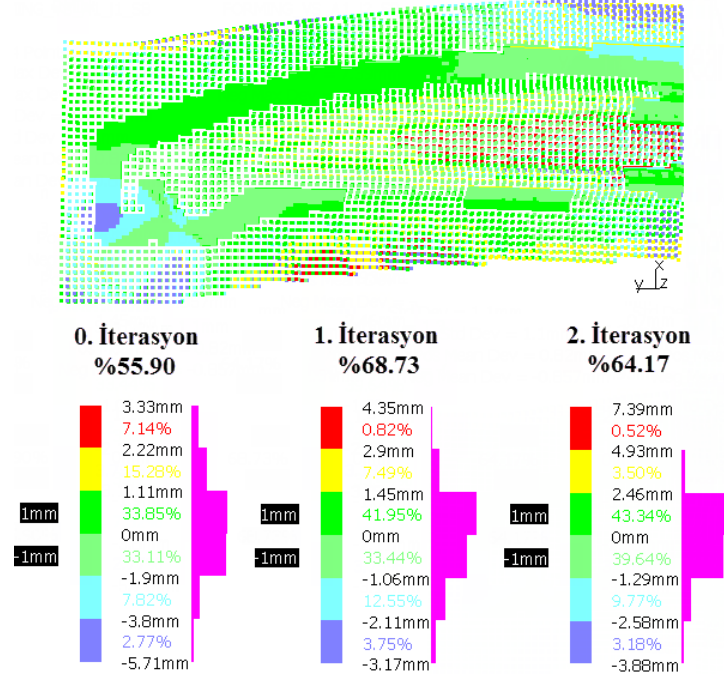 X
Y Z
0. İterasyon
%55.90
1. İterasyon
%68.73
2. İterasyon
%64.17
3.33mm
7.14%
2.22mm
15.28%
1.11mm
1mm
33.85%
0mm
-1mm
33.11%
-1.9mm
7.82%
-3.8mm
2.77%
-5.71mm
4.35mm
0.82%
2.9mm
7.49%
1.45mm
1mm
41.95%
0mm
-1mm
33.44%
-1.06mm
12.55%
-2.11mm
3.75%
-3.17mm
7.39mm
0.52%
4.93mm
3.50%
2.46mm
1mm
43.34%
0mm
-1mm
39.64%
-1.29mm
9.77%
-2.58mm
3.18%
-3.88mm